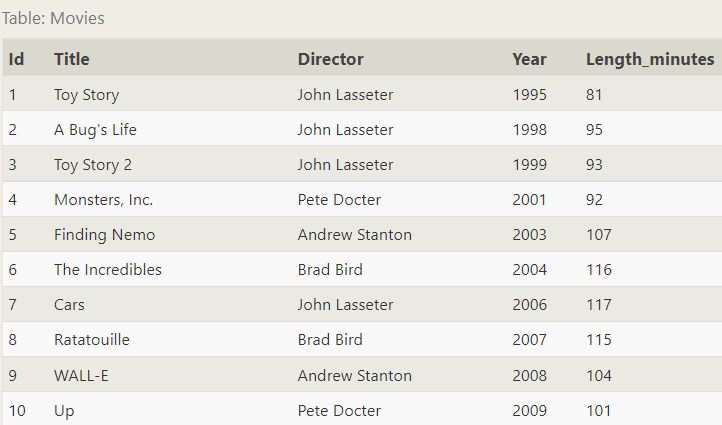 Table: Movies
Id Title Director Year Length_minutes
1 Toy Story John Lasseter 1995 81
2 A Bug's Life John Lasseter 1998 95
3 Toy Story 2 John Lasseter 1999 93
4 Monsters, Inc. Pete Docter 2001 92
5 Finding Nemo Andrew Stanton 2003 107
6 The Incredibles Brad Bird 2004 116
7 Cars John Lasseter 2006 117
8 Ratatouille Brad Bird 2007 115
9 WALL-E Andrew Stanton 2008 104
10 Up Pete Docter 2009 101